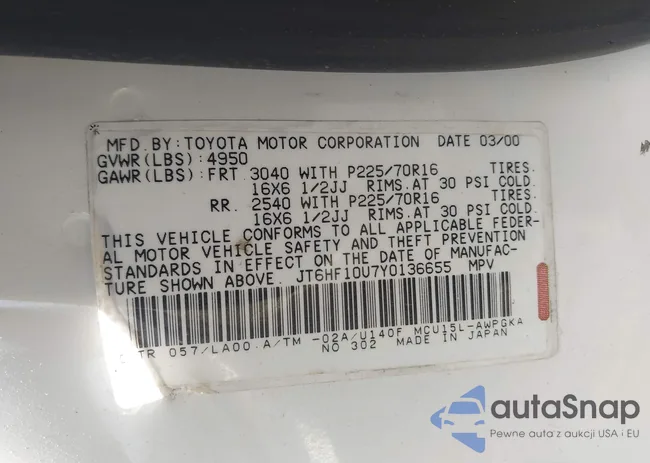 MFD.BY:TOYOTA MOTOR CORPORATION DATE 03/00
GVWR(LBS):4950
GAWR(LBS):FRT. 3040 WITH P225/70R16 TIRES.
16X6 1/2JJ RIMS.AT 30 PSI COLD.
RR. 2540 WITH P225/70R16 TIRES.
16X6 1/2JJ RIMS.AT 30 PSI COLD.
THIS VEHICLE CONFORMS TO ALL APPLICABLE FEDER-
AL MOTOR VEHICLE SAFETY AND THEFT PREVENTION
STANDARDS IN EFFECT ON THE DATE OF MANUFAC-
TURE SHOWN ABOVE. JT6HF10U7Y0136655 MPV
TR 057/LA00.A/TM -02A/U140F MCU15L-AWPGKA
NO 302 MADE IN JAPAN
autaSnap
Pewne auta z aukcji USA i EU